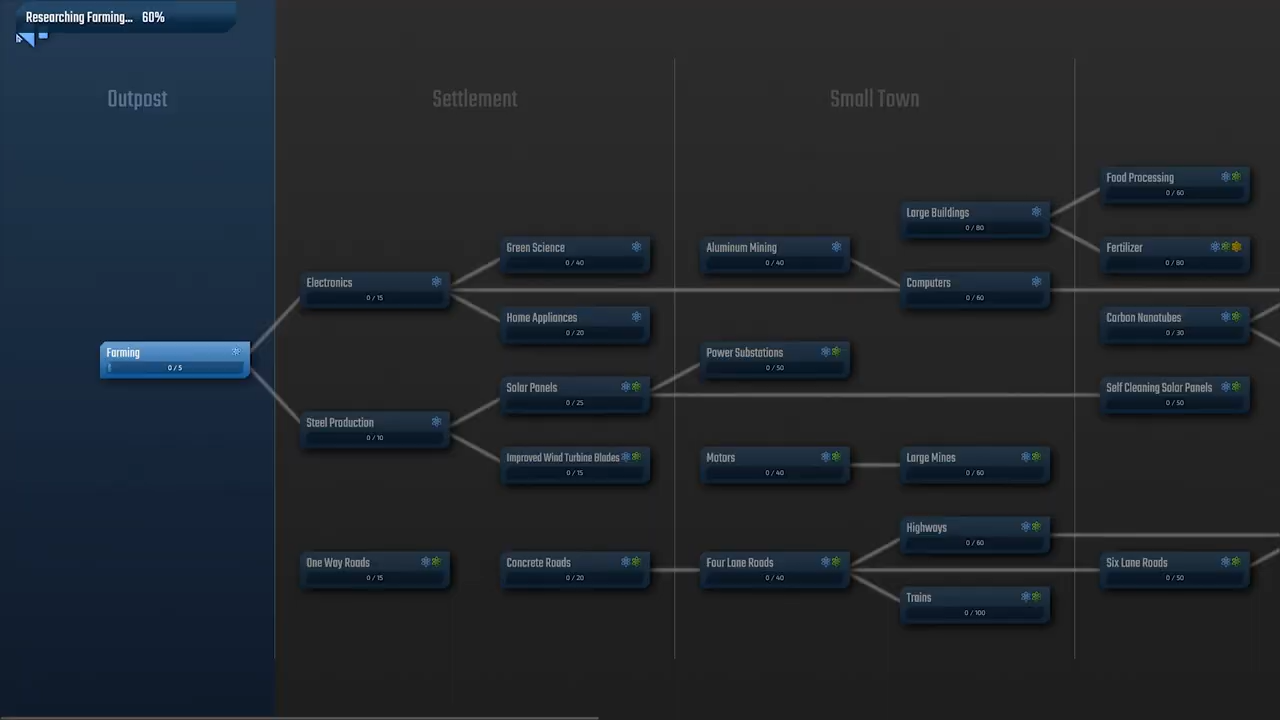 Researching Farming... 60%
Outpost
Settlement
Small Town
Farming
0 / 5
Electronics
0 / 15
Steel Production
0 / 10
One Way Roads
0 / 15
Green Science
0 / 40
Home Appliances
0 / 20
Solar Panels
0 / 25
Improved Wind Turbine Blades
0 / 15
Concrete Roads
0 / 20
Aluminum Mining
0 / 40
Power Substations
0 / 50
Motors
0 / 40
Four Lane Roads
0 / 40
Large Buildings
0 / 80
Computers
0 / 60
Large Mines
0 / 60
Highways
0 / 60
Trains
0 / 100
Food Processing
0 / 60
Fertilizer
0 / 80
Carbon Nanotubes
0 / 30
Self Cleaning Solar Panels
0 / 50
Six Lane Roads
0 / 50